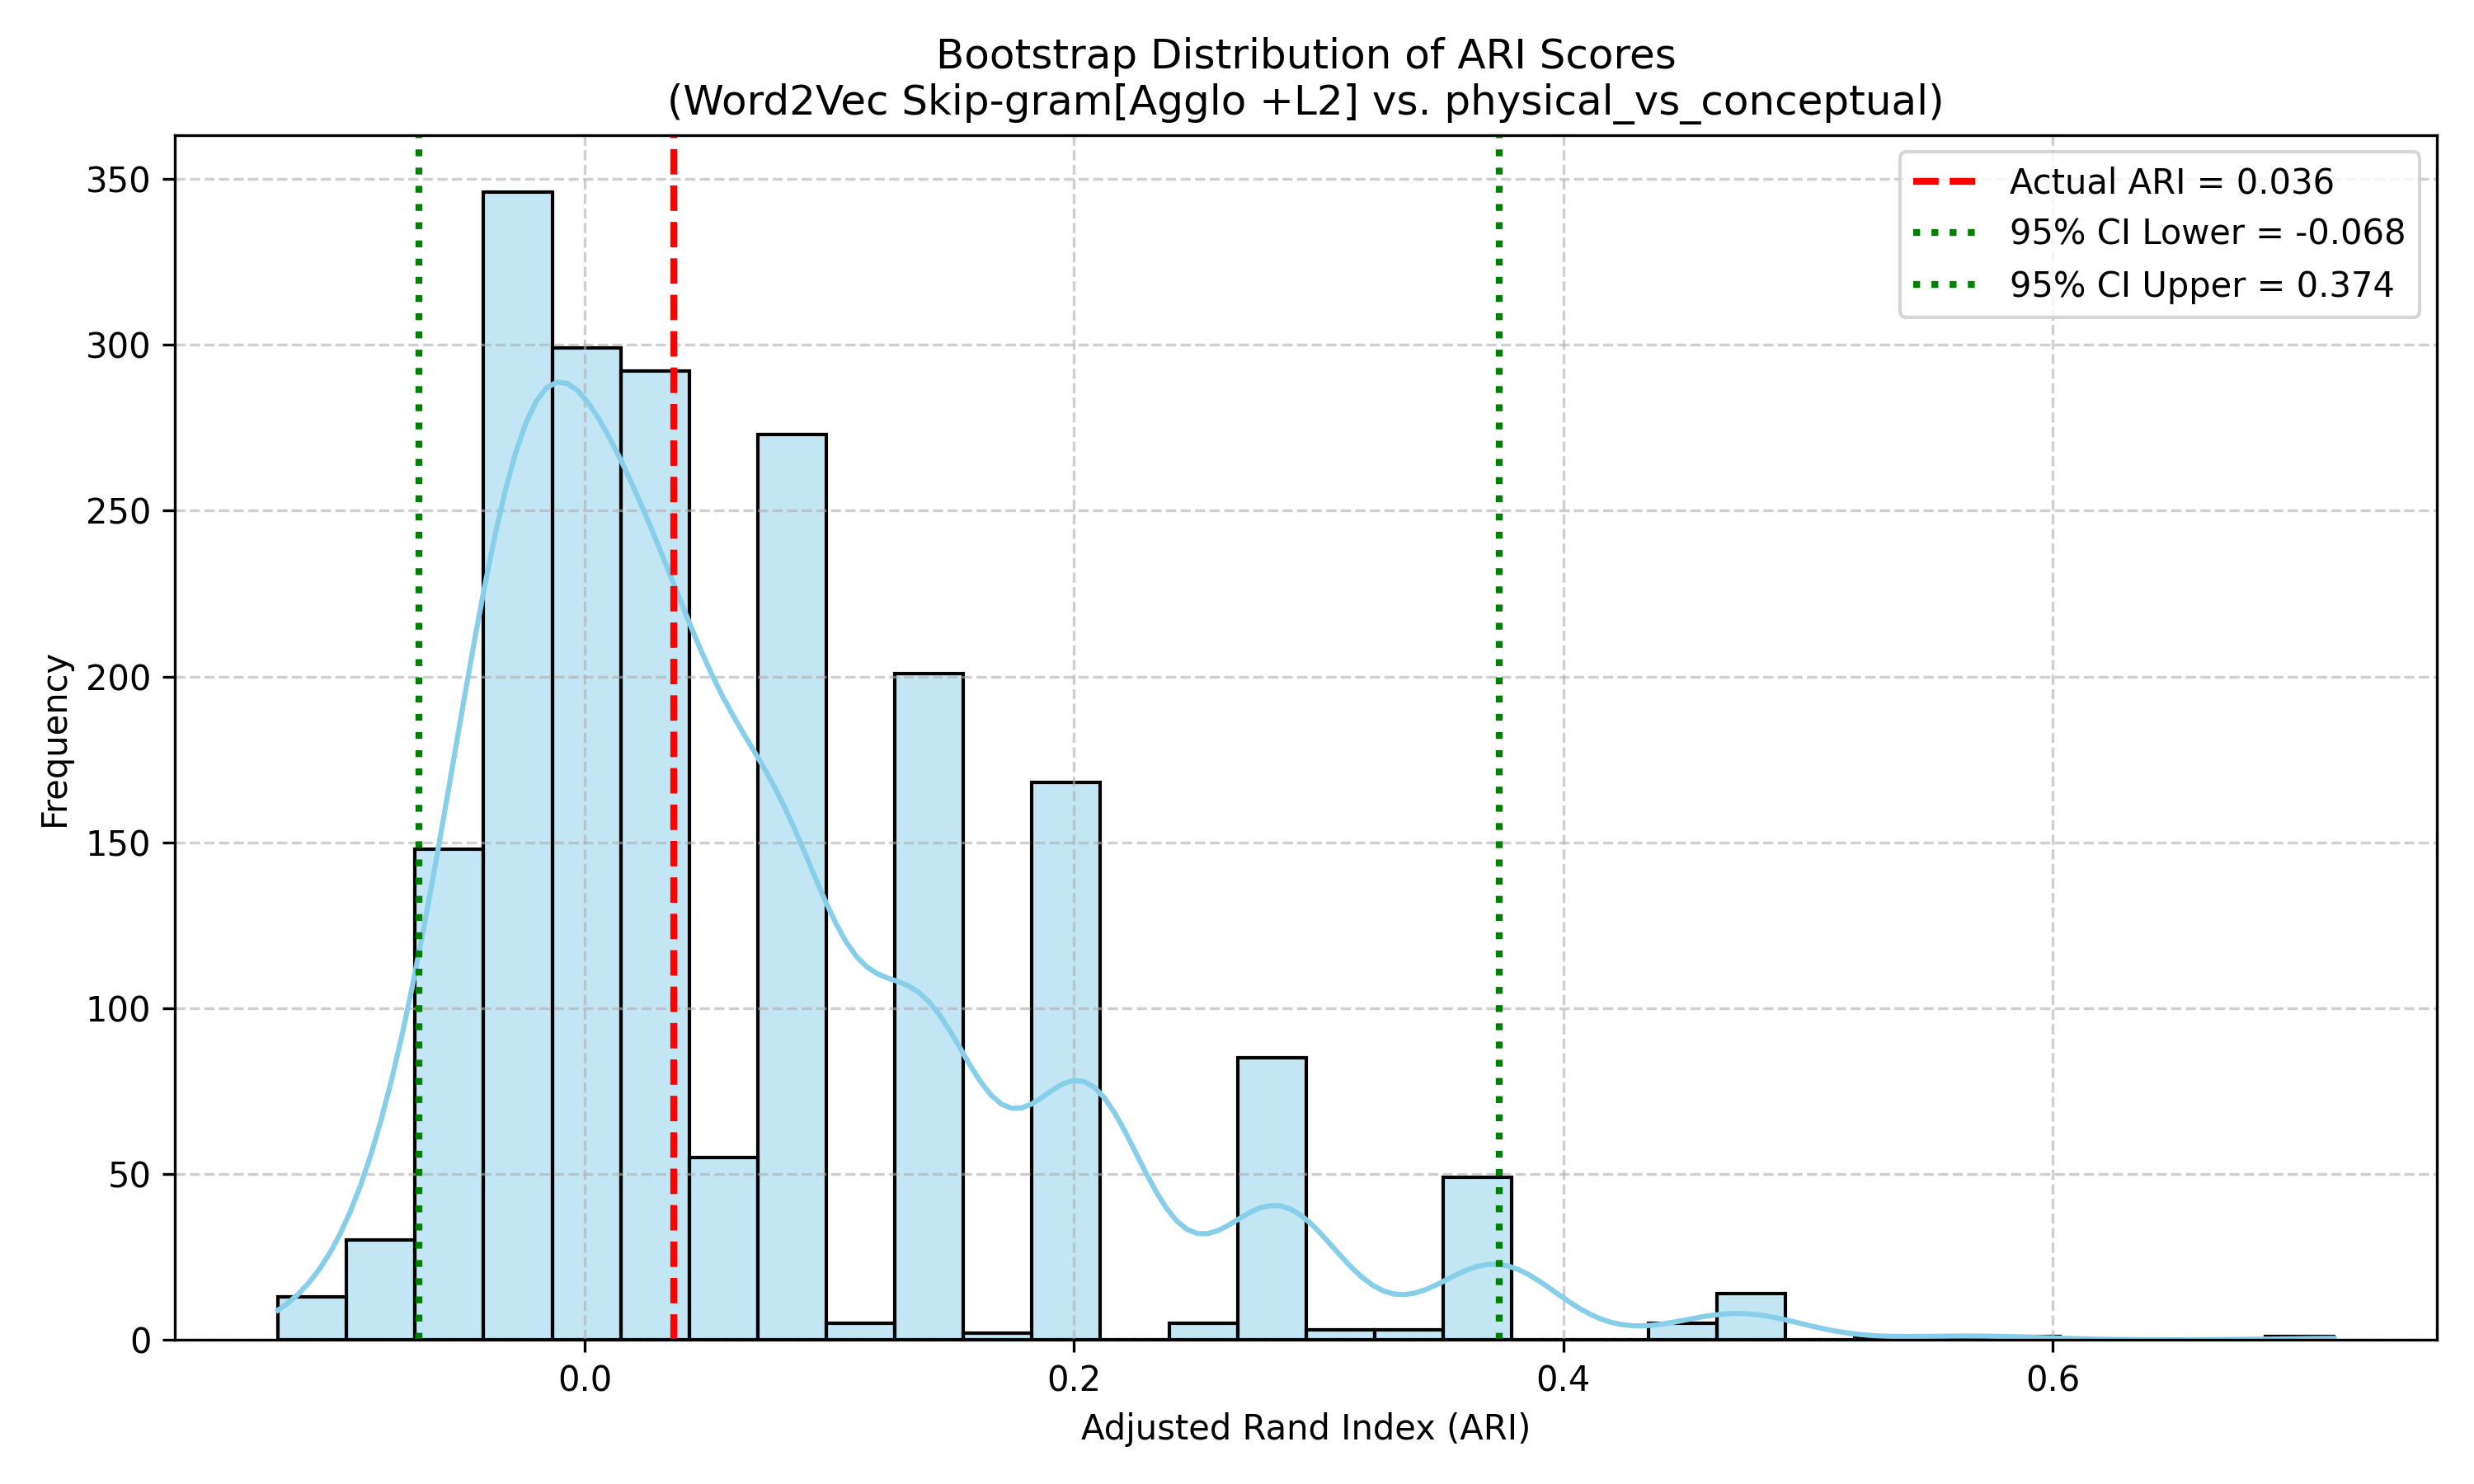 Bootstrap Distribution of ARI Scores
(Word2Vec Skip-gram[Agglo +L2] vs. physical_vs_conceptual)
Actual ARI = 0.036
95% CI Lower = -0.068
95% CI Upper = 0.374
Frequency
350
300
250
200
150
100
50
0
0.0 0.2 0.4 0.6
Adjusted Rand Index (ARI)